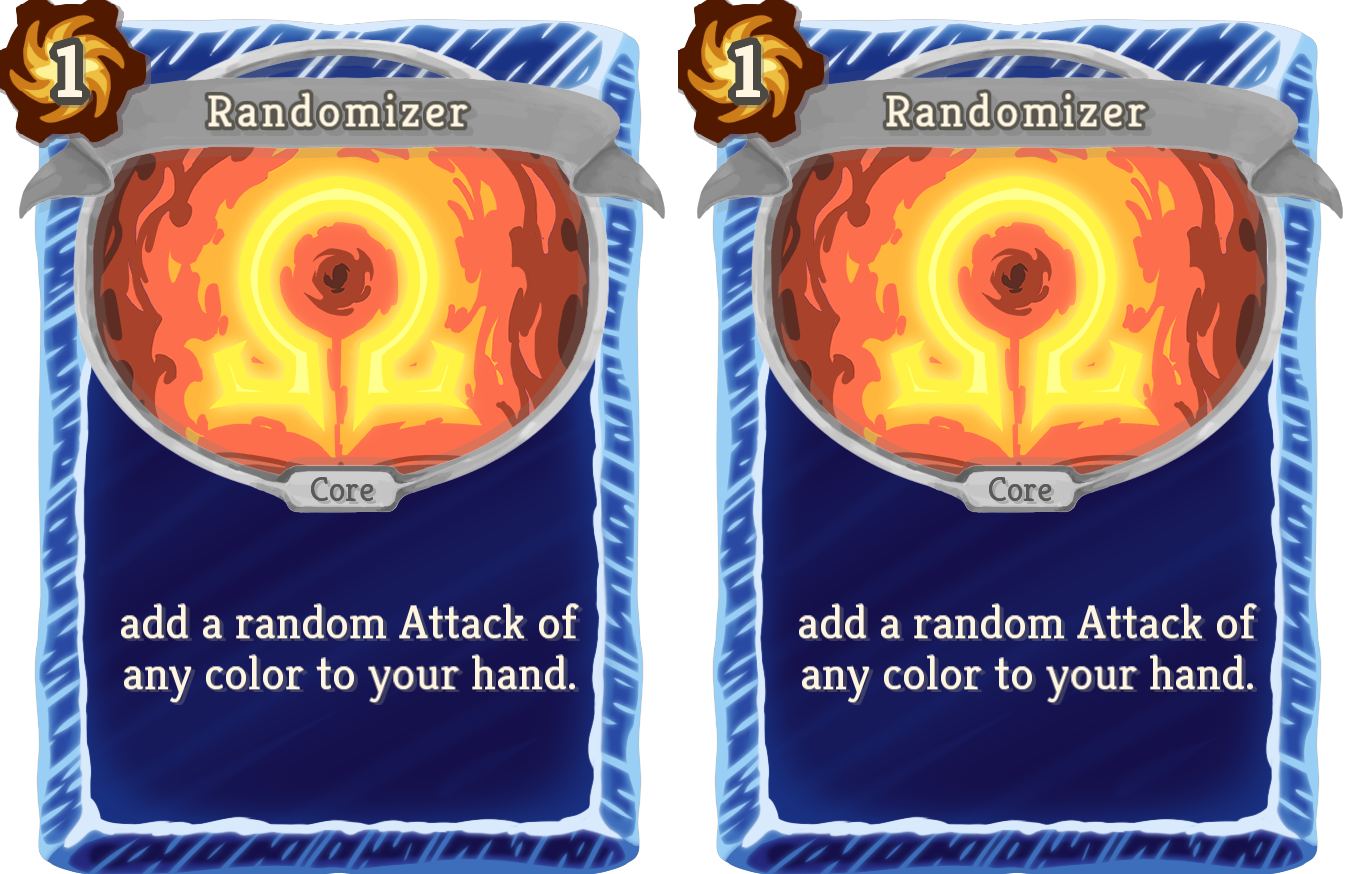 1
Randomizer
Core
add a random Attack of
any color to your hand.
1
Randomizer
Core
add a random Attack of
any color to your hand.